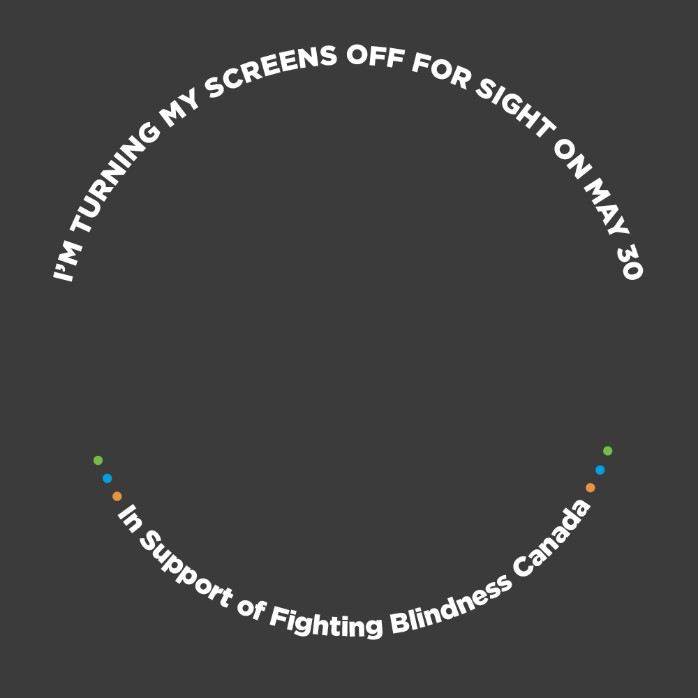 I'M TURNING MY SCREENS OFF FOR SIGHT ON MAY 30
In Support of Fighting Blindness Canada